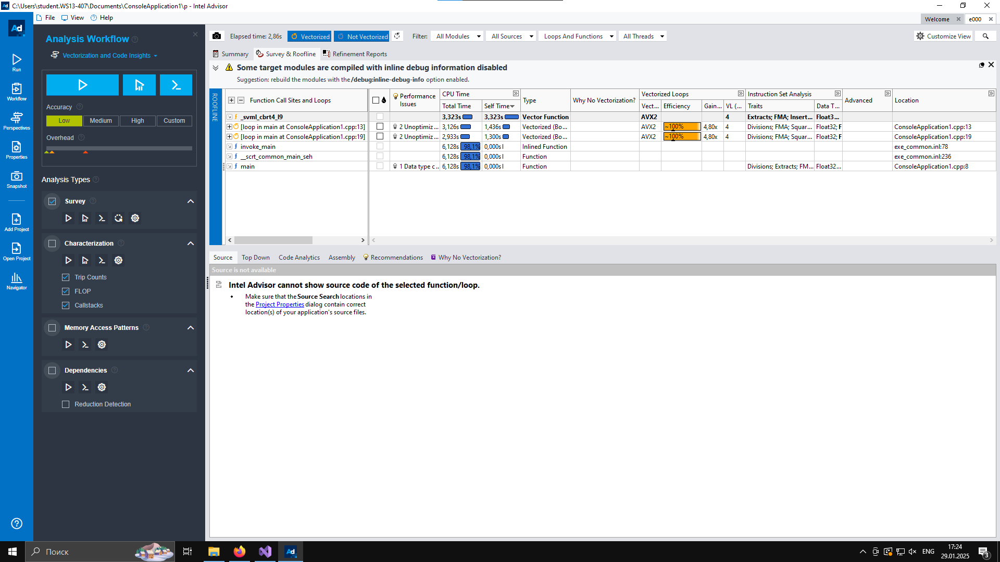 C:\Users\student.WS13-407\Documents\ConsoleApplication1\p - Intel Advisor
File View Help
Welcome e000
Ad
Run
Workflow
Perspectives
Properties
Snapshot
Add Project
Open Project
Navigator
Analysis Workflow
Vectorization and Code Insights
Accuracy
Low Medium High Custom
Overhead
Analysis Types
Survey
Characterization
Trip Counts
FLOP
Callstacks
Memory Access Patterns
Dependencies
Reduction Detection
Elapsed time: 2,86s Vectorized Not Vectorized Filter: All Modules All Sources Loops And Functions All Threads Customize View
Summary Survey & Roofline Refinement Reports
Some target modules are compiled with inline debug information disabled
Suggestion: rebuild the modules with the /debug:inline-debug-info option enabled.
ROOFLINE
Function Call Sites and Loops Performance Issues CPU Time Type Why No Vectorization? Vectorized Loops Instruction Set Analysis Advanced Location
Total Time Self Time Vect... Efficiency Gain... VL (... Traits Data T...
_svml_cbrt4_l9 3,323s 3,323s Vector Function AVX2 4 Extracts; FMA; Insert... Float3...
[loop in main at ConsoleApplication1.cpp:13] 2 Unoptimiz... 3,126s 1,436s Vectorized (Bo... AVX2 ~100% 4,80x 4 Divisions; FMA; Squar... Float32; F ConsoleApplication1.cpp:13
[loop in main at ConsoleApplication1.cpp:19] 2 Unoptimiz... 2,933s 1,300s Vectorized (Bo... AVX2 ~100% 4,80x 4 Divisions; FMA; Squar... Float32; F ConsoleApplication1.cpp:19
invoke_main 6,128s 98,1% 0,000s Inlined Function exe_common.inl:78
__scrt_common_main_seh 6,128s 98,1% 0,000s Function exe_common.inl:236
main 1 Data type c... 6,128s 98,1% 0,000s Function Divisions; Extracts; FM... Float32... ConsoleApplication1.cpp:8
Source Top Down Code Analytics Assembly Recommendations Why No Vectorization?
Source is not available
Intel Advisor cannot show source code of the selected function/loop.
• Make sure that the Source Search locations in
the Project Properties dialog contain correct
location(s) of your application's source files.
Поиск
Ad
ENG
17:24
29.01.2025
3